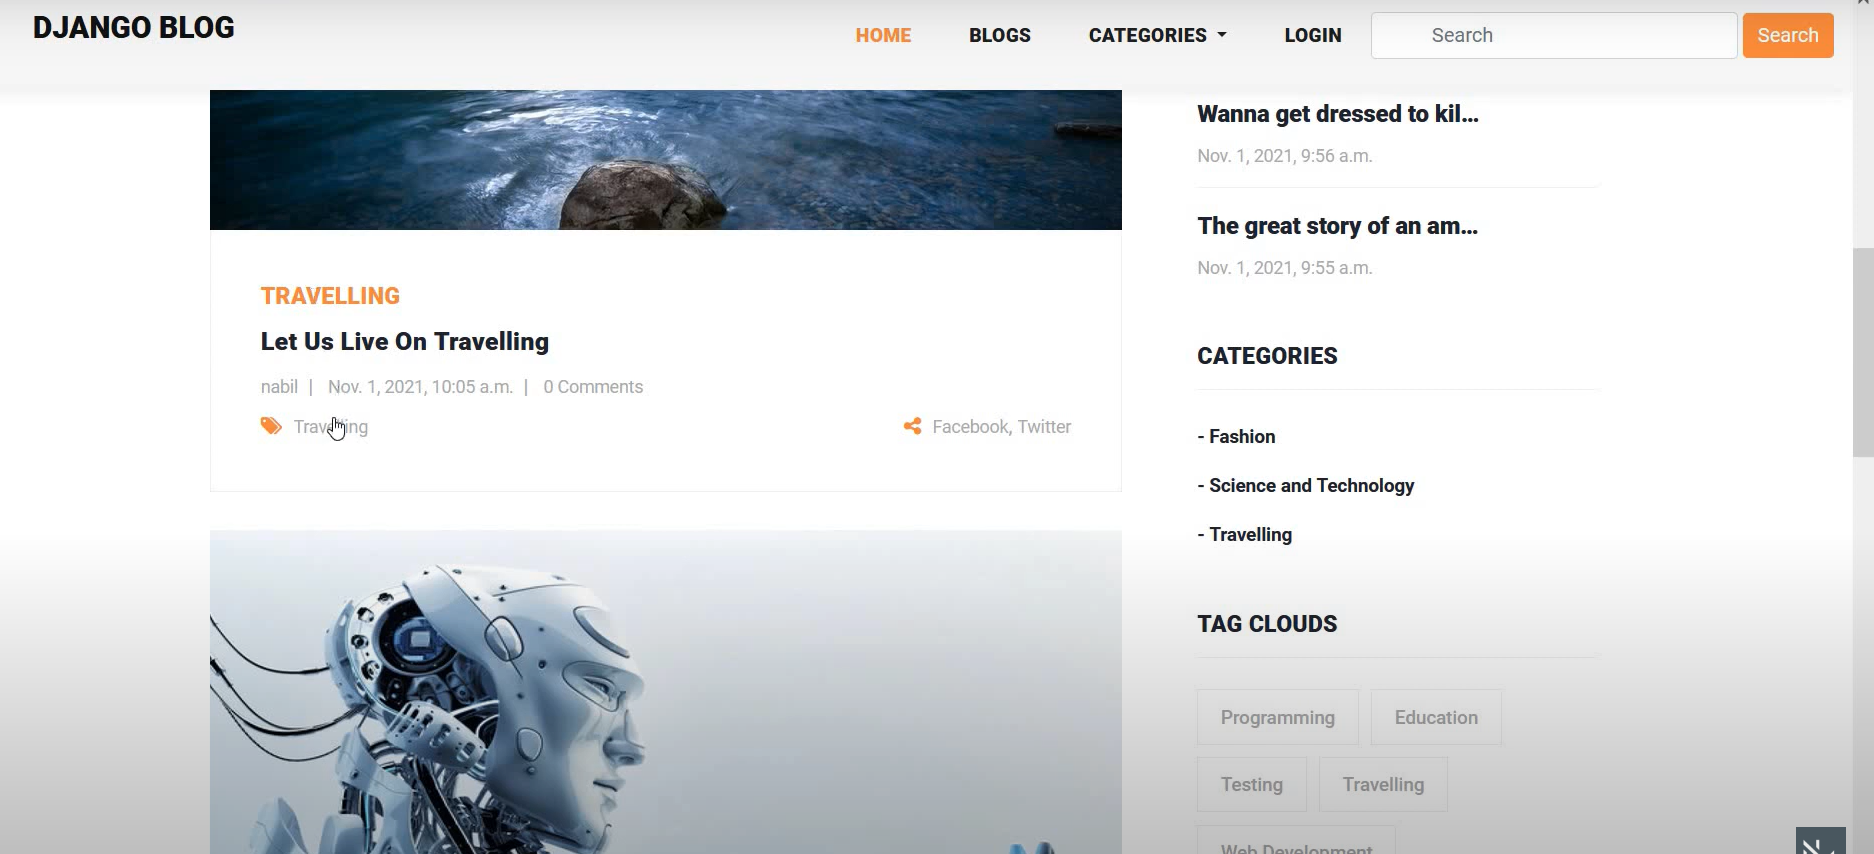 DJANGO BLOG
HOME BLOGS CATEGORIES LOGIN Search Search
TRAVELLING
Let Us Live On Travelling
nabil | Nov. 1, 2021, 10:05 a.m. | 0 Comments
Travelling Facebook, Twitter
Wanna get dressed to kil...
Nov. 1, 2021, 9:56 a.m.
The great story of an am...
Nov. 1, 2021, 9:55 a.m.
CATEGORIES
- Fashion
- Science and Technology
- Travelling
TAG CLOUDS
Programming Education
Testing Travelling
Web Development